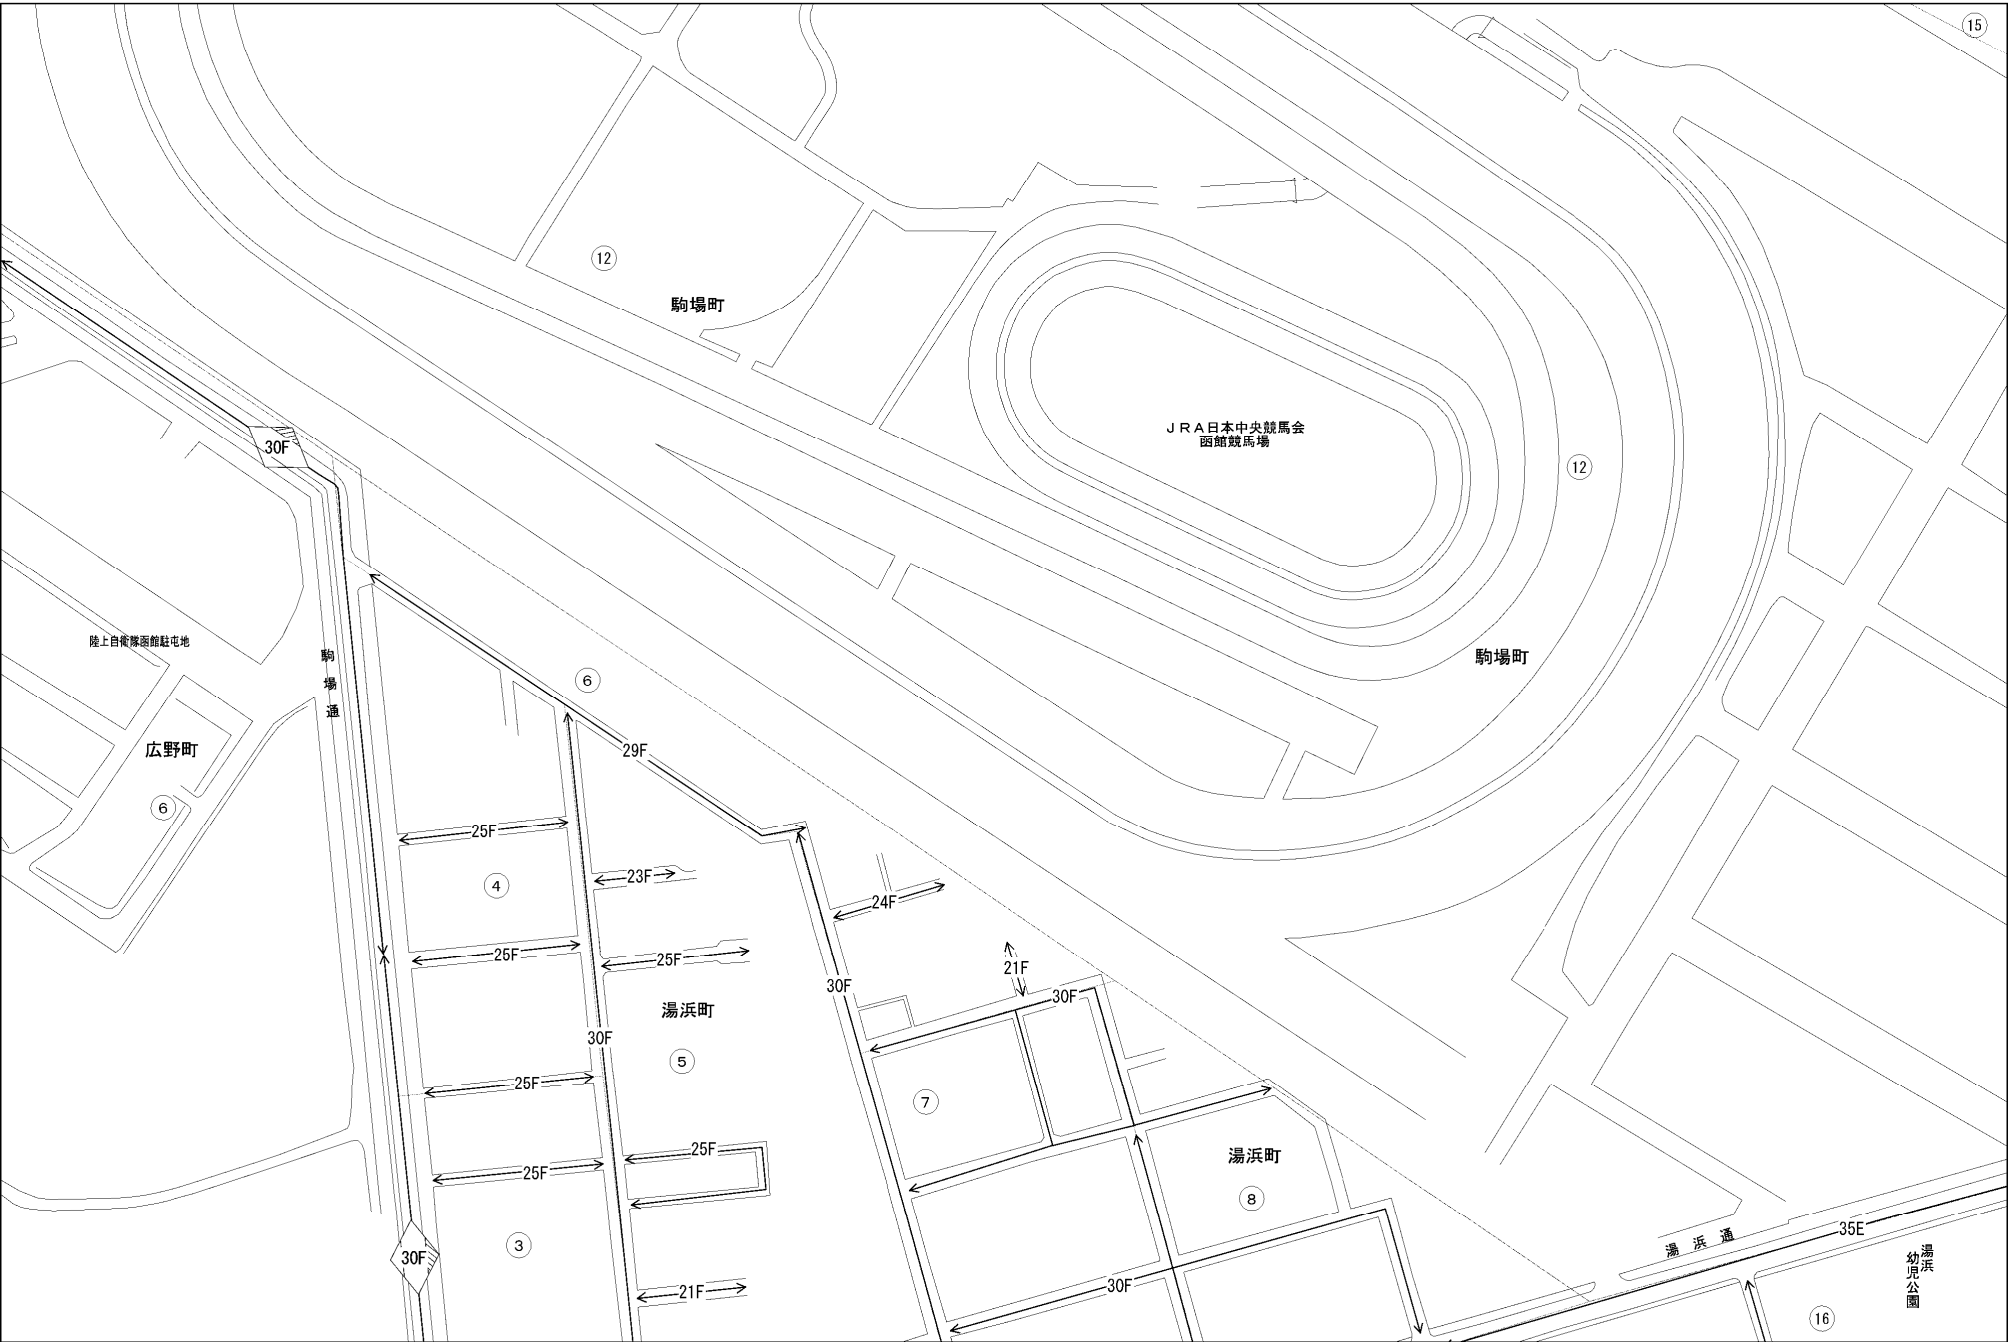 15
12
駒場町
JRA日本中央競馬会
函館競馬場
30F
12
陸上自衛隊函館駐屯地
駒場通
駒場町
6
29F
広野町
6
25F
4
23F
24F
25F
25F
21F
30F
30F
湯浜町
30F
5
25F
7
25F
25F
湯浜町
8
3
30F
21F
30F
湯浜通
35E
湯浜
幼児公園
16